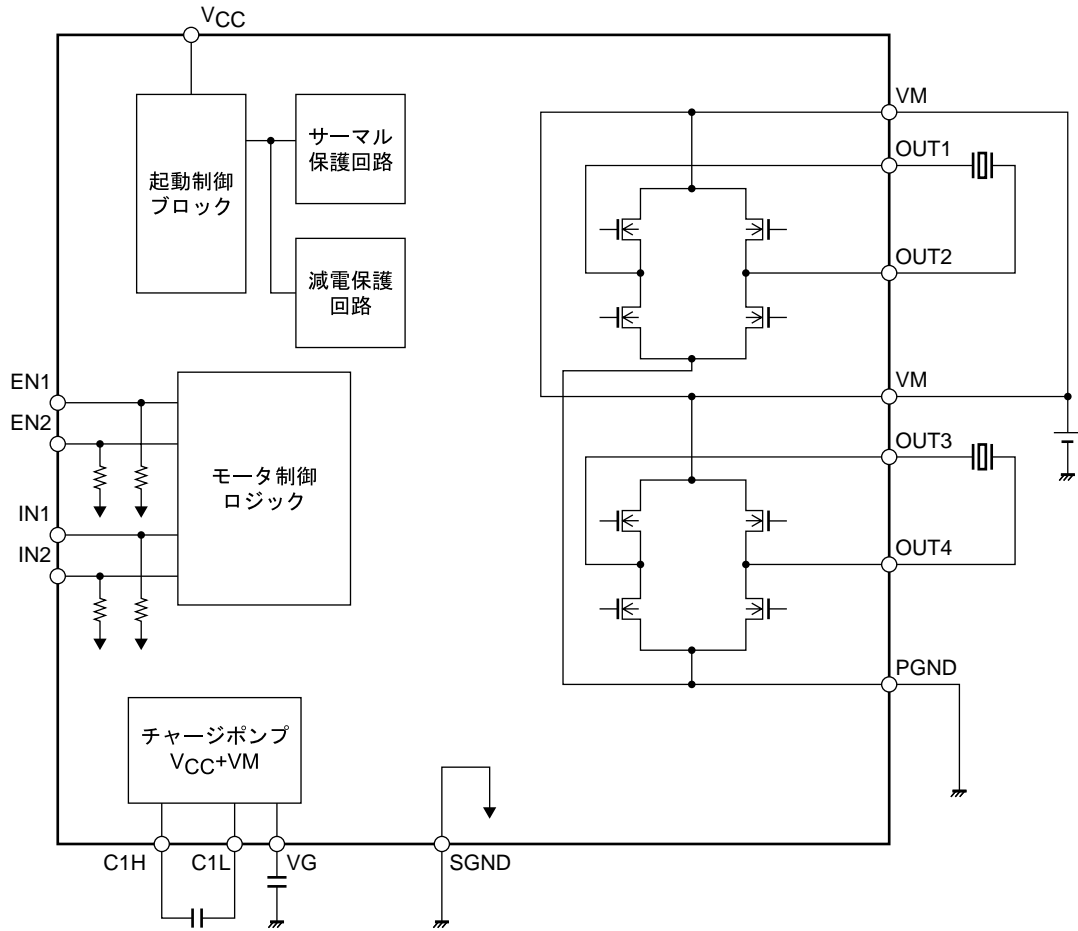 VCC
起動制御
ブロック
サーマル
保護回路
減電保護
回路
VM
OUT1
OUT2
EN1
EN2
IN1
IN2
モータ制御
ロジック
VM
OUT3
OUT4
PGND
チャージポンプ
VCC+VM
C1H
C1L
VG
SGND